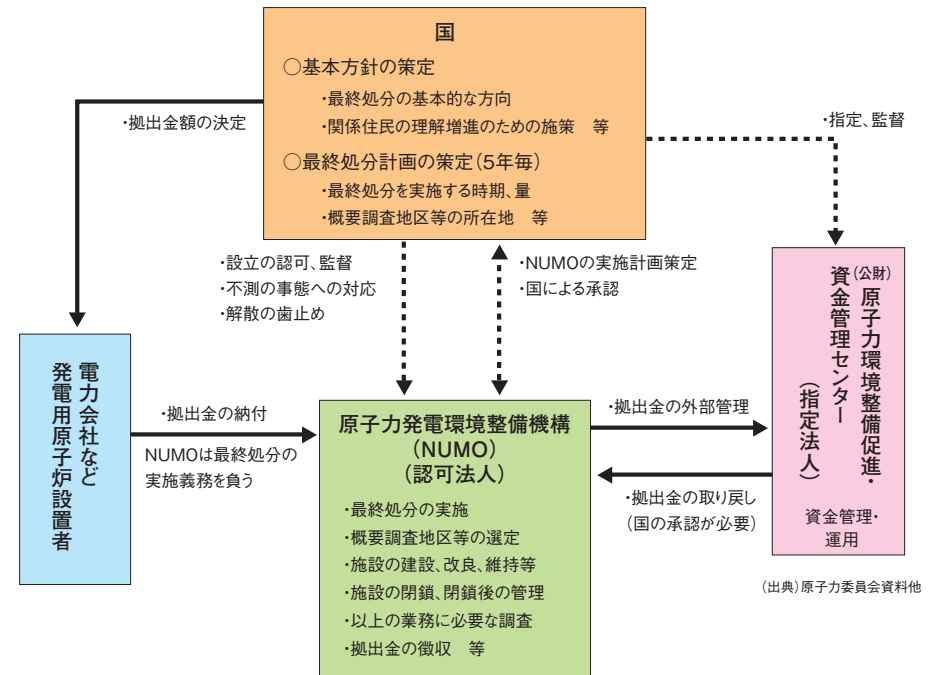 国
○基本方針の策定
・最終処分の基本的な方向
・関係住民の理解増進のための施策　等
○最終処分計画の策定（5年毎）
・最終処分を実施する時期、量
・概要調査地区等の所在地　等
・拠出金額の決定
・指定、監督
・設立の認可、監督
・不測の事態への対応
・解散の歯止め
・NUMOの実施計画策定
・国による承認
電力会社など
発電用原子炉設置者
・拠出金の納付
NUMOは最終処分の
実施義務を負う
原子力発電環境整備機構
（NUMO）
（認可法人）
・最終処分の実施
・概要調査地区等の選定
・施設の建設、改良、維持等
・施設の閉鎖、閉鎖後の管理
・以上の業務に必要な調査
・拠出金の徴収　等
・拠出金の外部管理
・拠出金の取り戻し
（国の承認が必要）
（公財）原子力環境整備促進・
資金管理センター
（指定法人）
資金管理・
運用
（出典）原子力委員会資料他